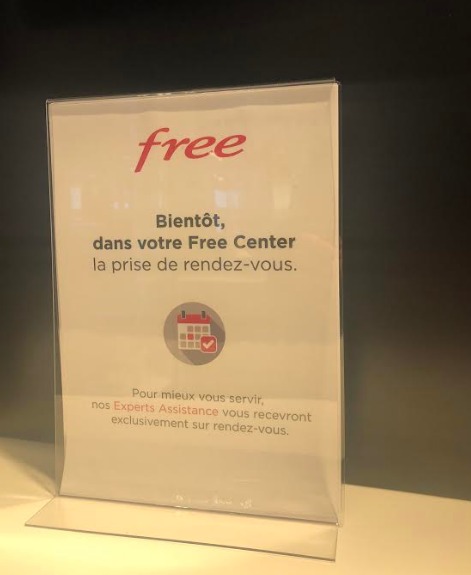 free
Bientôt,
dans votre Free Center
la prise de rendez-vous.
Pour mieux vous servir,
nos Experts Assistance vous recevront
exclusivement sur rendez-vous.